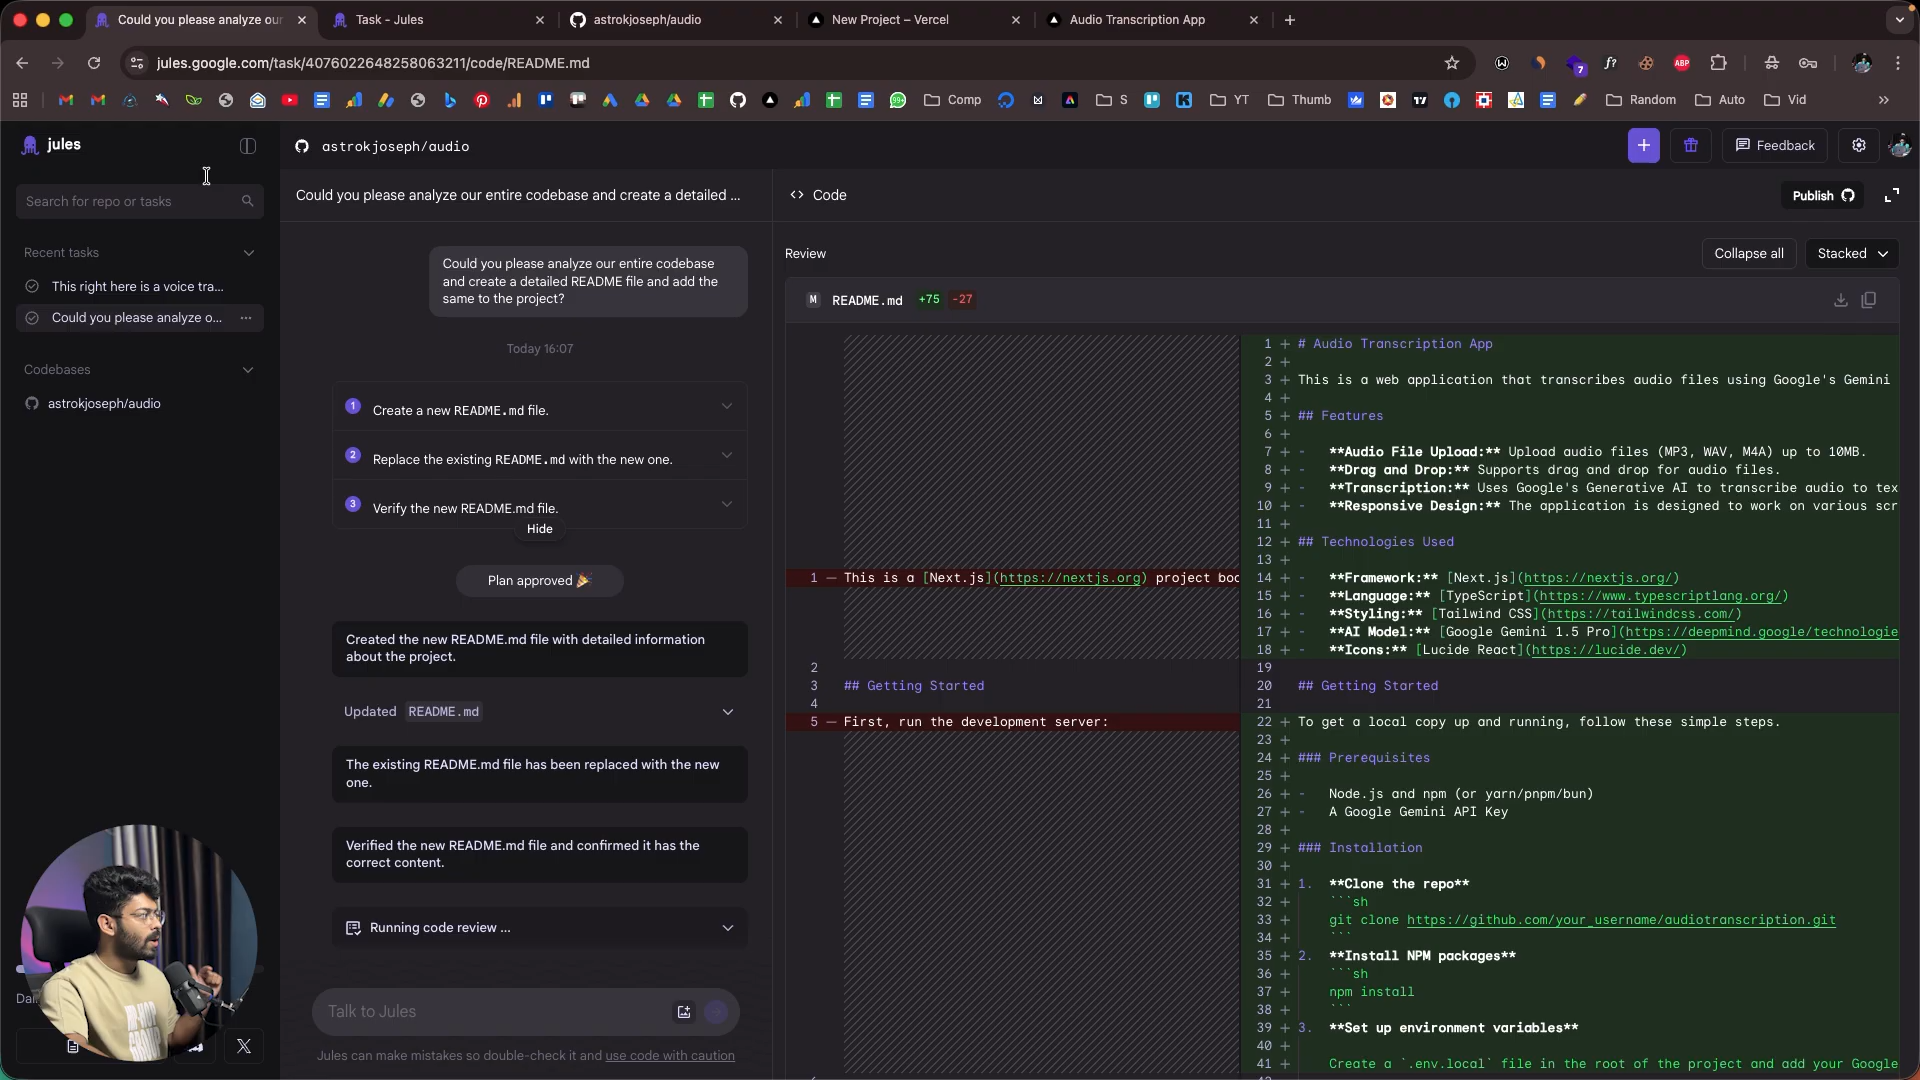 Could you please analyze our
Task - Jules
astrokjoseph/audio
New Project – Vercel
Audio Transcription App
jules.google.com/task/4076022648258063211/code/README.md
7
f?
ABP
Comp
S
YT
Thumb
Random
Auto
Vid
jules
astrokjoseph/audio
Feedback
Search for repo or tasks
Recent tasks
This right here is a voice tra...
Could you please analyze o...
Codebases
astrokjoseph/audio
Could you please analyze our entire codebase and create a detailed ...
Could you please analyze our entire codebase
and create a detailed README file and add the
same to the project?
Today 16:07
1 Create a new README.md file.
2 Replace the existing README.md with the new one.
3 Verify the new README.md file.
Hide
Plan approved 🎉
Created the new README.md file with detailed information
about the project.
Updated README.md
The existing README.md file has been replaced with the new
one.
Verified the new README.md file and confirmed it has the
correct content.
Running code review ...
Talk to Jules
Jules can make mistakes so double-check it and use code with caution
<> Code
Publish
Review
Collapse all
Stacked
M README.md +75 -27
1 – This is a [Next.js](https://nextjs.org) project boo
2
3 ## Getting Started
4
5 – First, run the development server:
1 + # Audio Transcription App
2 +
3 + This is a web application that transcribes audio files using Google's Gemini
4 +
5 + ## Features
6 +
7 + - **Audio File Upload:** Upload audio files (MP3, WAV, M4A) up to 10MB.
8 + - **Drag and Drop:** Supports drag and drop for audio files.
9 + - **Transcription:** Uses Google's Generative AI to transcribe audio to tex
10 + - **Responsive Design:** The application is designed to work on various scr
11 +
12 + ## Technologies Used
13 +
14 + - **Framework:** [Next.js](https://nextjs.org/)
15 + - **Language:** [TypeScript](https://www.typescriptlang.org/)
16 + - **Styling:** [Tailwind CSS](https://tailwindcss.com/)
17 + - **AI Model:** [Google Gemini 1.5 Pro](https://deepmind.google/technologie
18 + - **Icons:** [Lucide React](https://lucide.dev/)
19
20 ## Getting Started
21
22 + To get a local copy up and running, follow these simple steps.
23 +
24 + ### Prerequisites
25 +
26 + - Node.js and npm (or yarn/pnpm/bun)
27 + - A Google Gemini API Key
28 +
29 + ### Installation
30 +
31 + 1. **Clone the repo**
32 + ```sh
33 + git clone https://github.com/your_username/audiotranscription.git
34 + ```
35 + 2. **Install NPM packages**
36 + ```sh
37 + npm install
38 + ```
39 + 3. **Set up environment variables**
40 +
41 + Create a `.env.local` file in the root of the project and add your Google